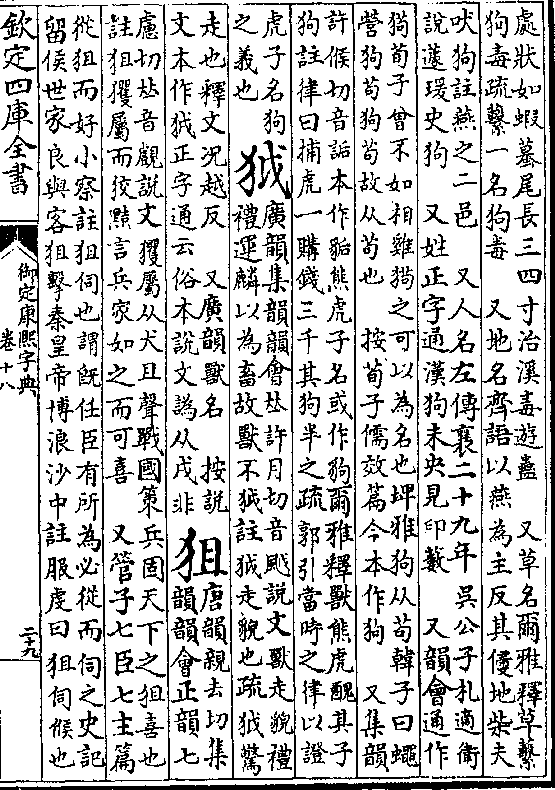 處狀如蝦蟇尾長三四寸治溪毒遊蠱　又草名爾雅釋草蘩
狗毒疏蘩一名狗毒　又地名齊語以燕為主反其侵地柴夫
吠狗註燕之二邑　又人名左傳襄二十九年吳公子札適衛
說蘧瑗史狗　又姓正字通漢狗未央見印藪　又韻會通作
㺃荀子曾不如相雞㺃之可以為名也埤雅狗从苟韓子曰蠅
營狗苟狗苟故从苟也　按荀子儒效篇今本作狗　又集韻
許候切音詬本作豿熊虎子名或作狗爾雅釋獸熊虎醜其子
狗註律曰捕虎一購錢三千其狗半之疏郭引當時之律以證
虎子名狗
之義也
狘
廣韻集韻韻會𠀤許月切音颭說文獸走貌禮
禮運麟以為畜故獸不狘註狘走貌也疏狘驚
走也釋文况越反　又廣韻獸名　按說
文本作狘正字通云俗本說文譌从戌非
狙
唐韻親去切集
韻韻會正韻七
慮切𠀤音覰說文玃屬从犬且聲戰國策兵固天下之狙喜也
註狙玃屬而狡黠言兵家如之而可喜　又管子七臣七主篇
從狙而好小察註狙伺也謂旣任臣有所為必從而伺之史記
留侯世家良與客狙擊秦皇帝博浪沙中註服虔曰狙伺候也
欽定四庫全書
御定康熙字典
卷十八
二十九